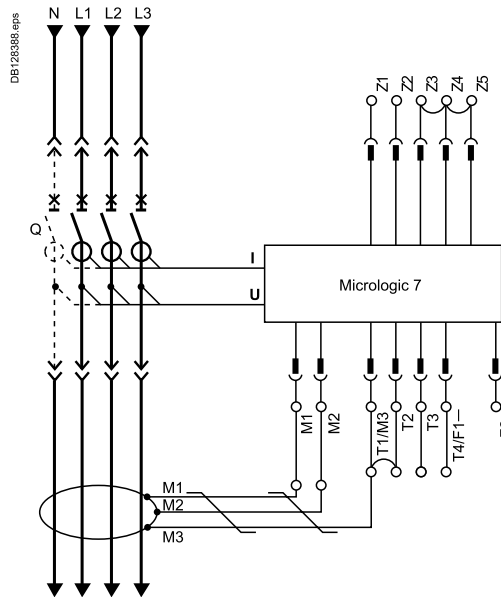 DB128388.eps
N L1 L2 L3
Z1 Z2 Z3 Z4 Z5
Q
I
U
Micrologic 7
M1 M2 T1/M3 T2 T3 T4/F1–
M1
M2
M3